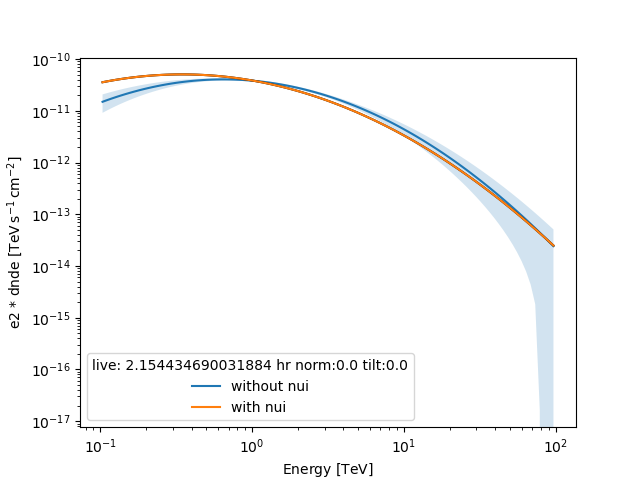 10⁻¹⁰
10⁻¹¹
10⁻¹²
10⁻¹³
10⁻¹⁴
10⁻¹⁵
10⁻¹⁶
10⁻¹⁷
e2 * dnde [TeV s⁻¹ cm⁻²]
live: 2.154434690031884 hr norm:0.0 tilt:0.0
without nui
with nui
10⁻¹ 10⁰ 10¹ 10²
Energy [TeV]